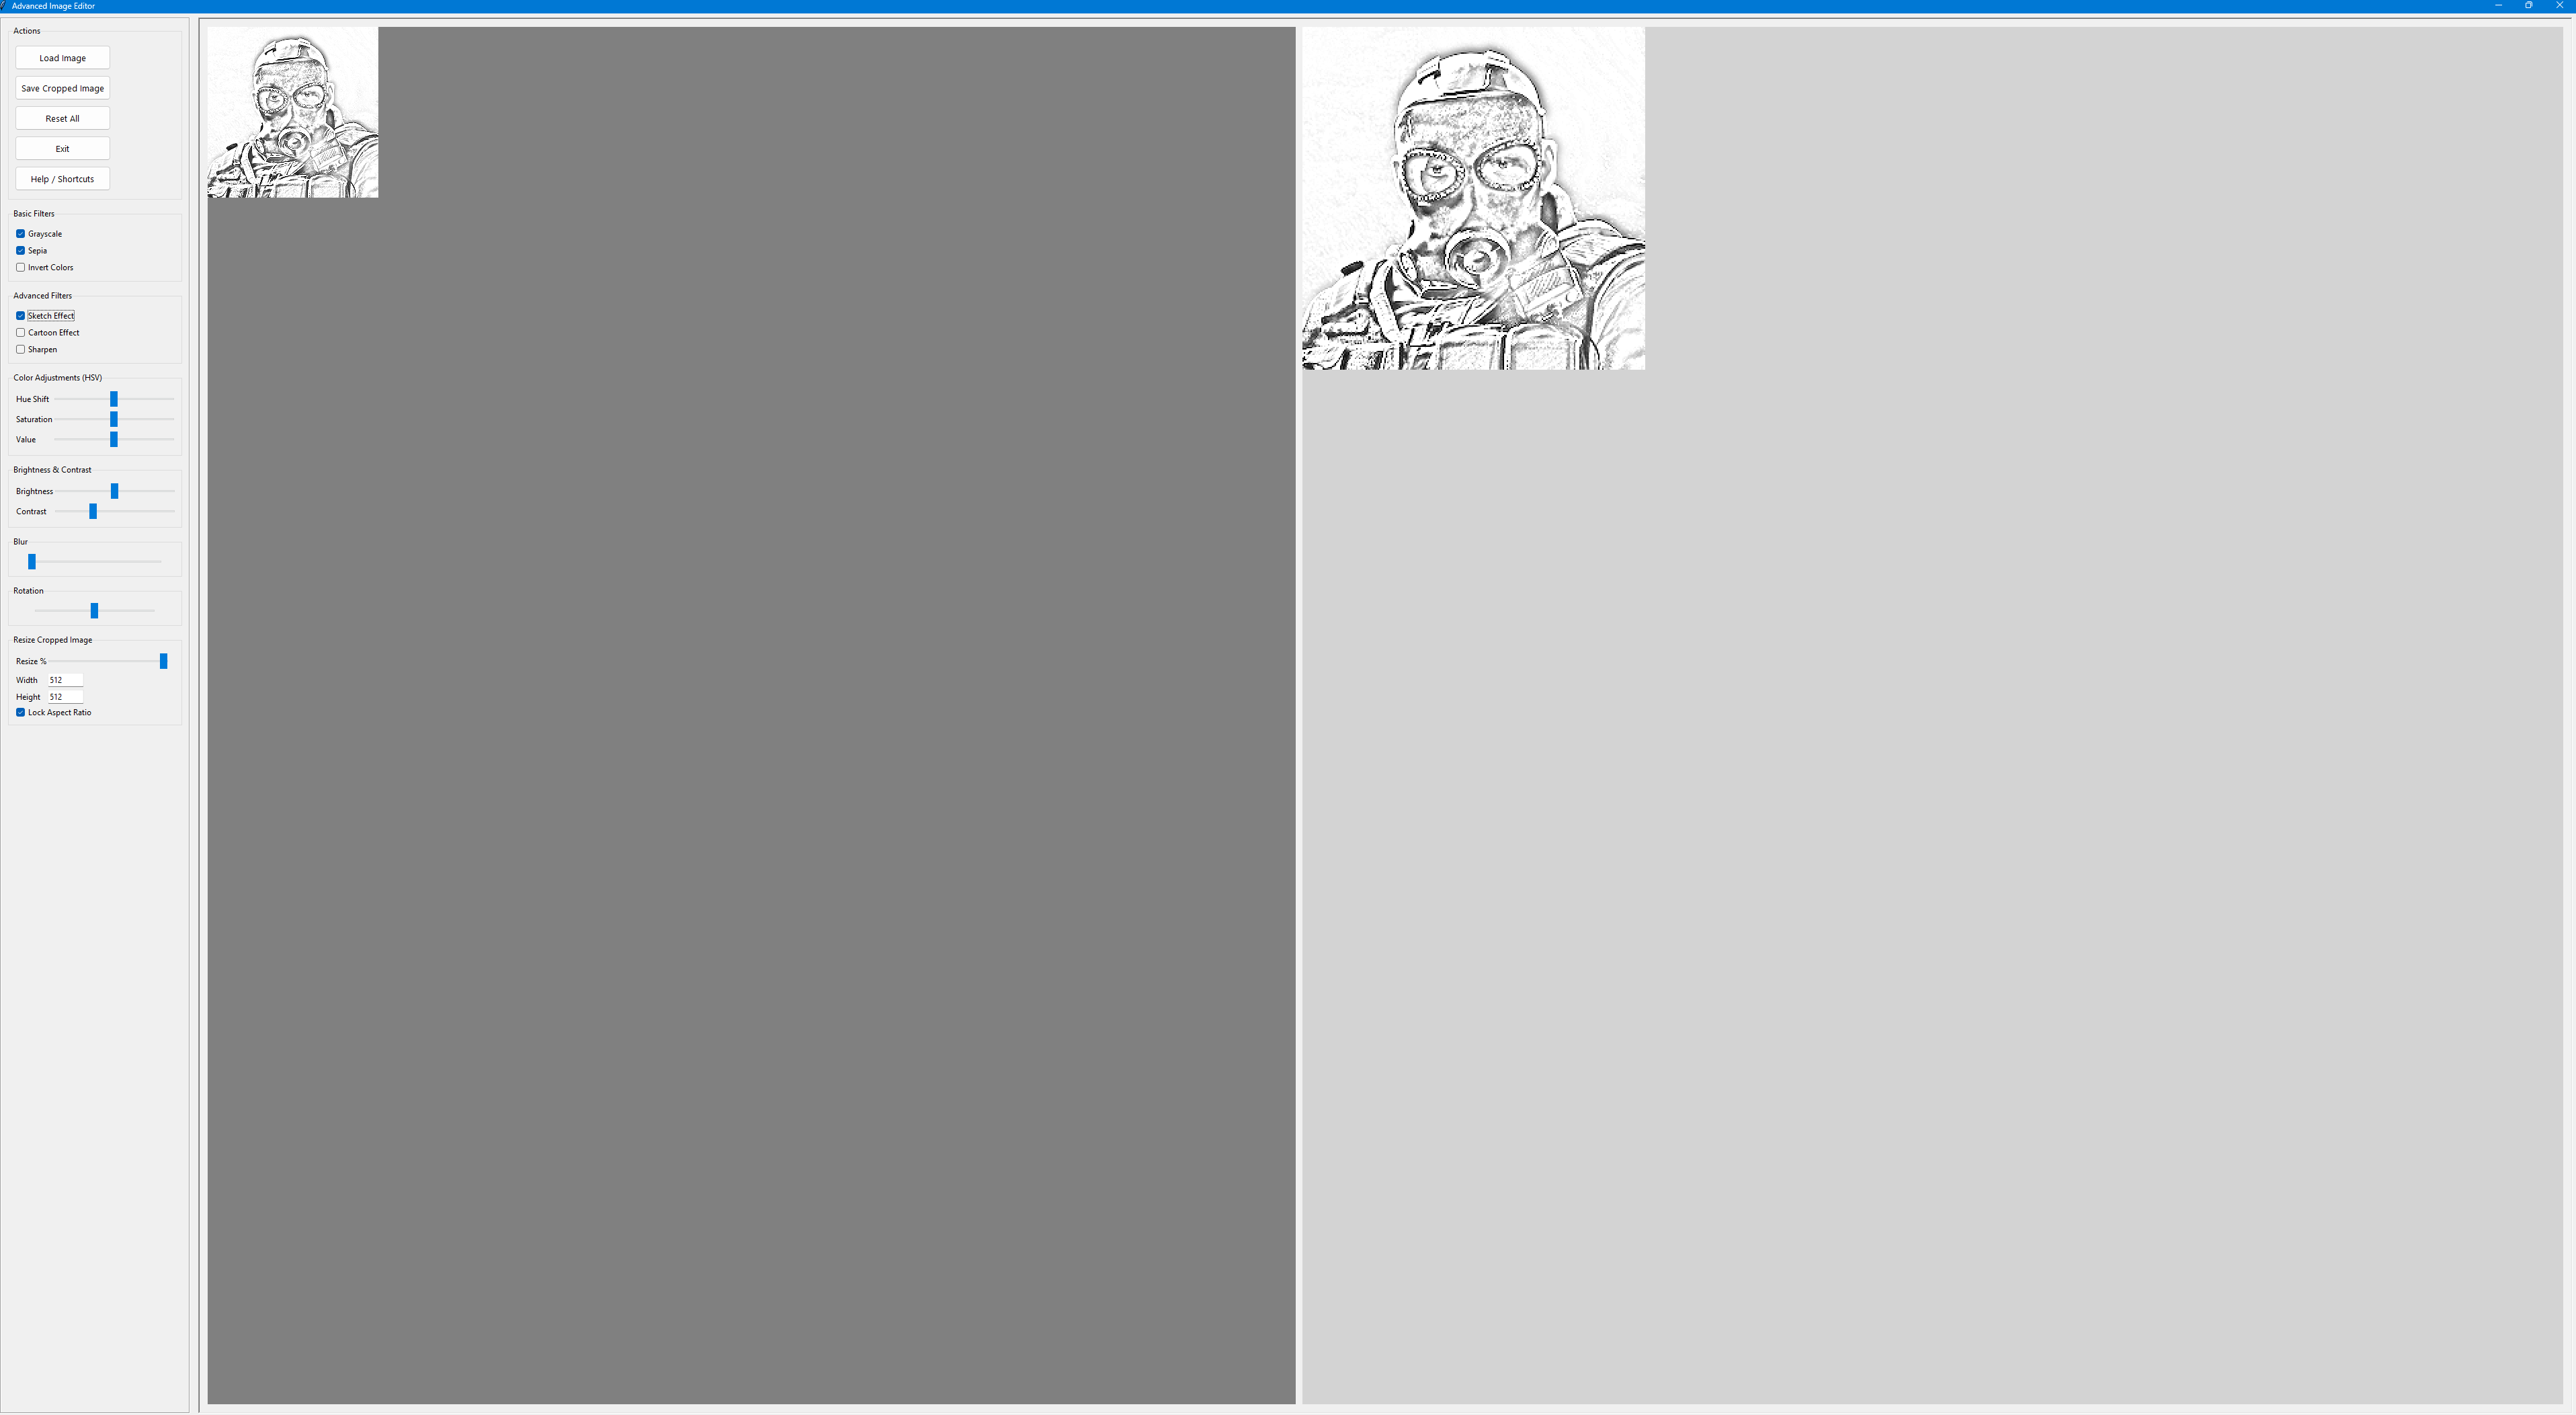 Advanced Image Editor
Actions
Load Image
Save Cropped Image
Reset All
Exit
Help / Shortcuts
Basic Filters
Grayscale
Sepia
Invert Colors
Advanced Filters
Sketch Effect
Cartoon Effect
Sharpen
Color Adjustments (HSV)
Hue Shift
Saturation
Value
Brightness & Contrast
Brightness
Contrast
Blur
Rotation
Resize Cropped Image
Resize %
Width 512
Height 512
Lock Aspect Ratio